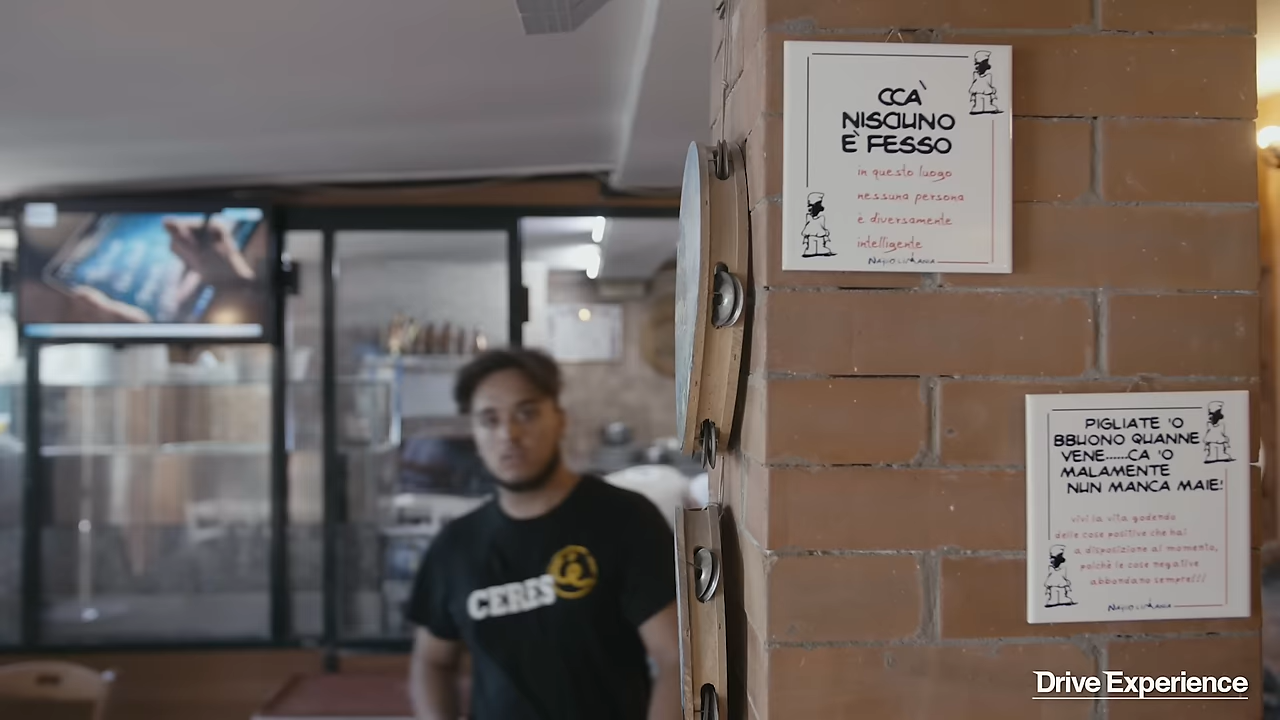 CCA'
NISCIUNO
E' FESSO
in questo luogo
nessuna persona
è diversamente
intelligente
PIGLIATE 'O
BBUONO QUANNE
VENE.....CA 'O
MALAMENTE
NUN MANCA MAIE!
vivi la vita godendo
delle cose positive che hai
a disposizione al momento,
poichè le cose negative
abbondano sempre!!!
CERES
Drive Experience